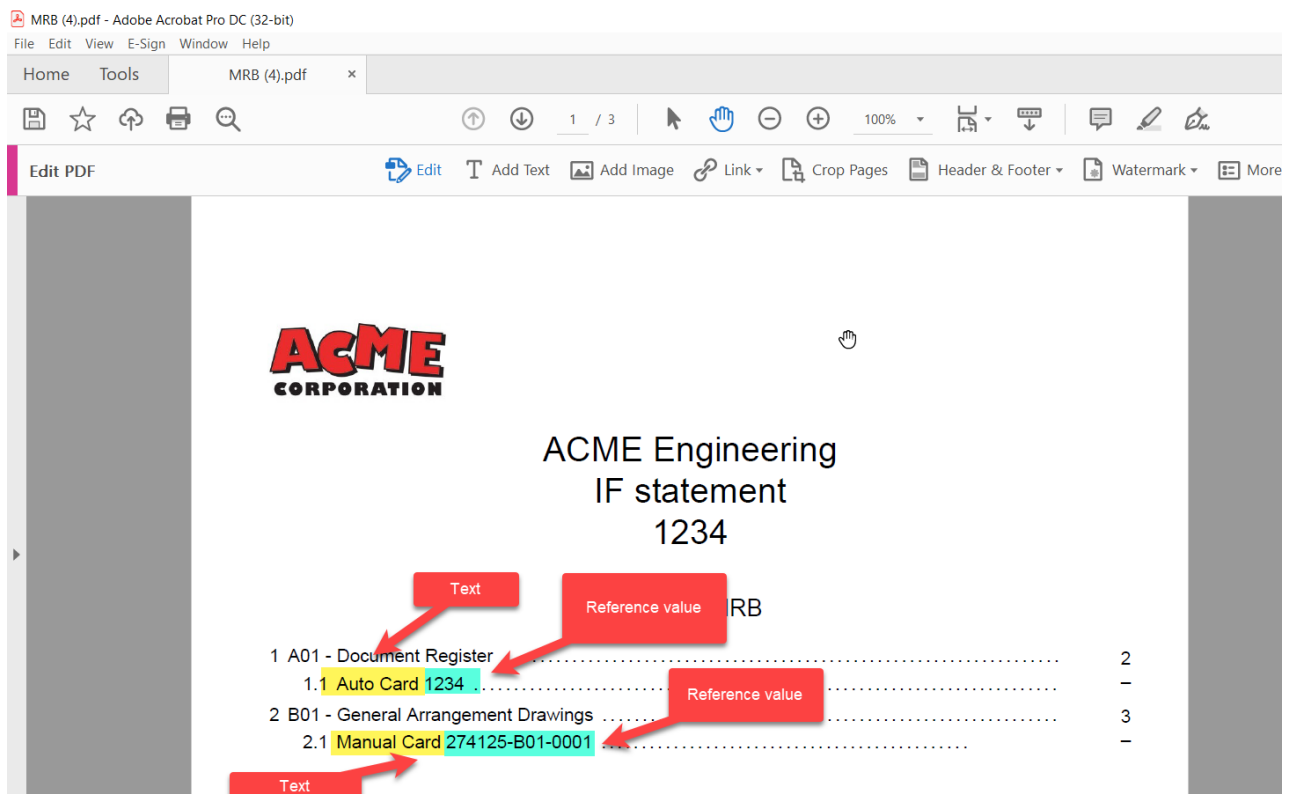 MRB (4).pdf - Adobe Acrobat Pro DC (32-bit)
File Edit View E-Sign Window Help
Home Tools MRB (4).pdf ×
1 / 3 100%
Edit PDF Edit Add Text Add Image Link Crop Pages Header & Footer Watermark More
ACME
CORPORATION
ACME Engineering
IF statement
1234
Text
Reference value
RB
1 A01 - Document Register ........................................ 2
1.1 Auto Card 1234 ........................................ –
Reference value
2 B01 - General Arrangement Drawings ........................................ 3
2.1 Manual Card 274125-B01-0001 ........................................ –
Text